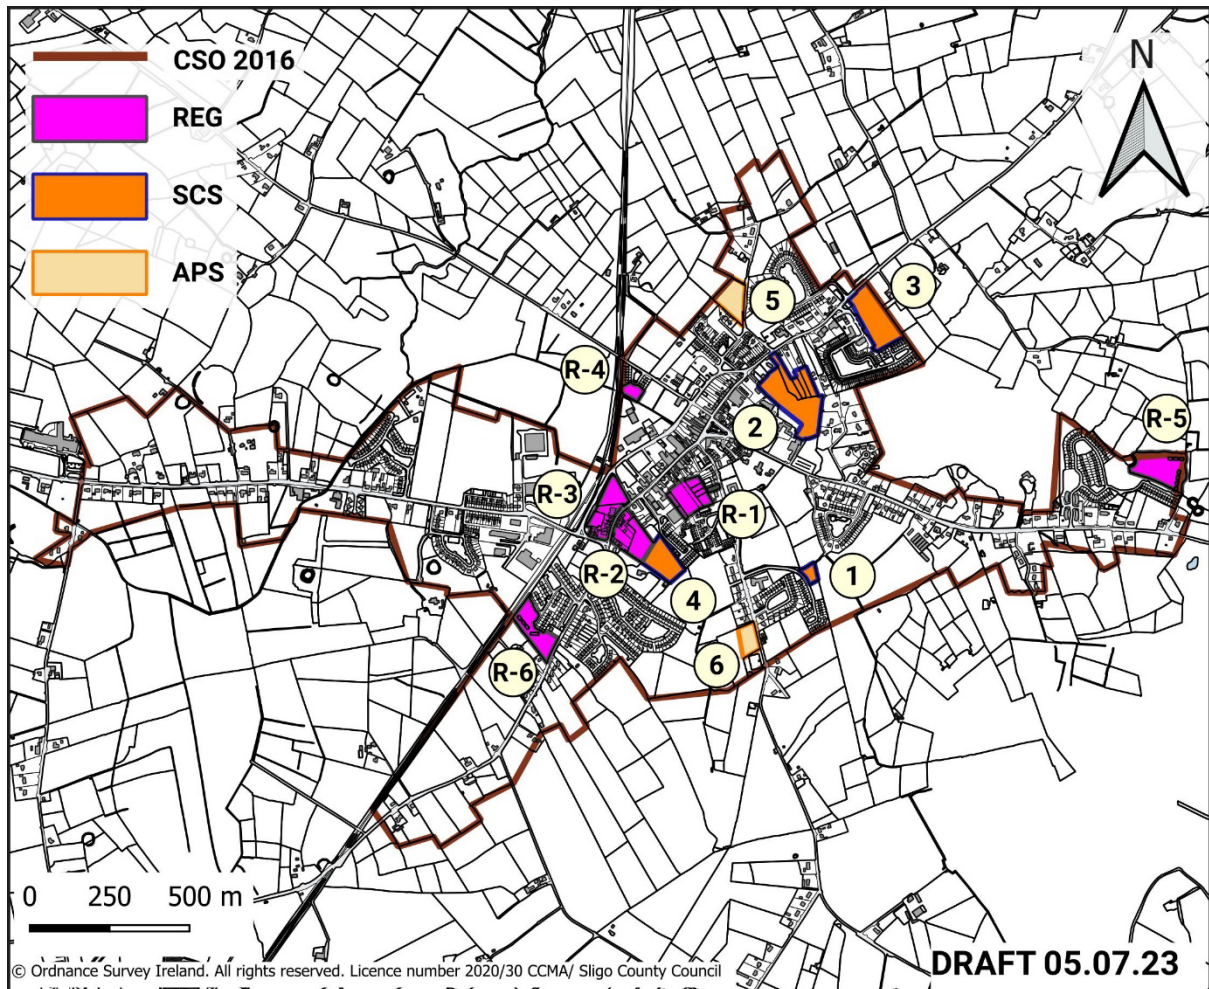 CSO 2016
N
REG
SCS
APS
3
5
R-4
R-5
2
R-3
R-1
R-2
1
4
6
R-6
0 250 500 m
DRAFT 05.07.23
© Ordnance Survey Ireland. All rights reserved. Licence number 2020/30 CCMA/ Sligo County Council